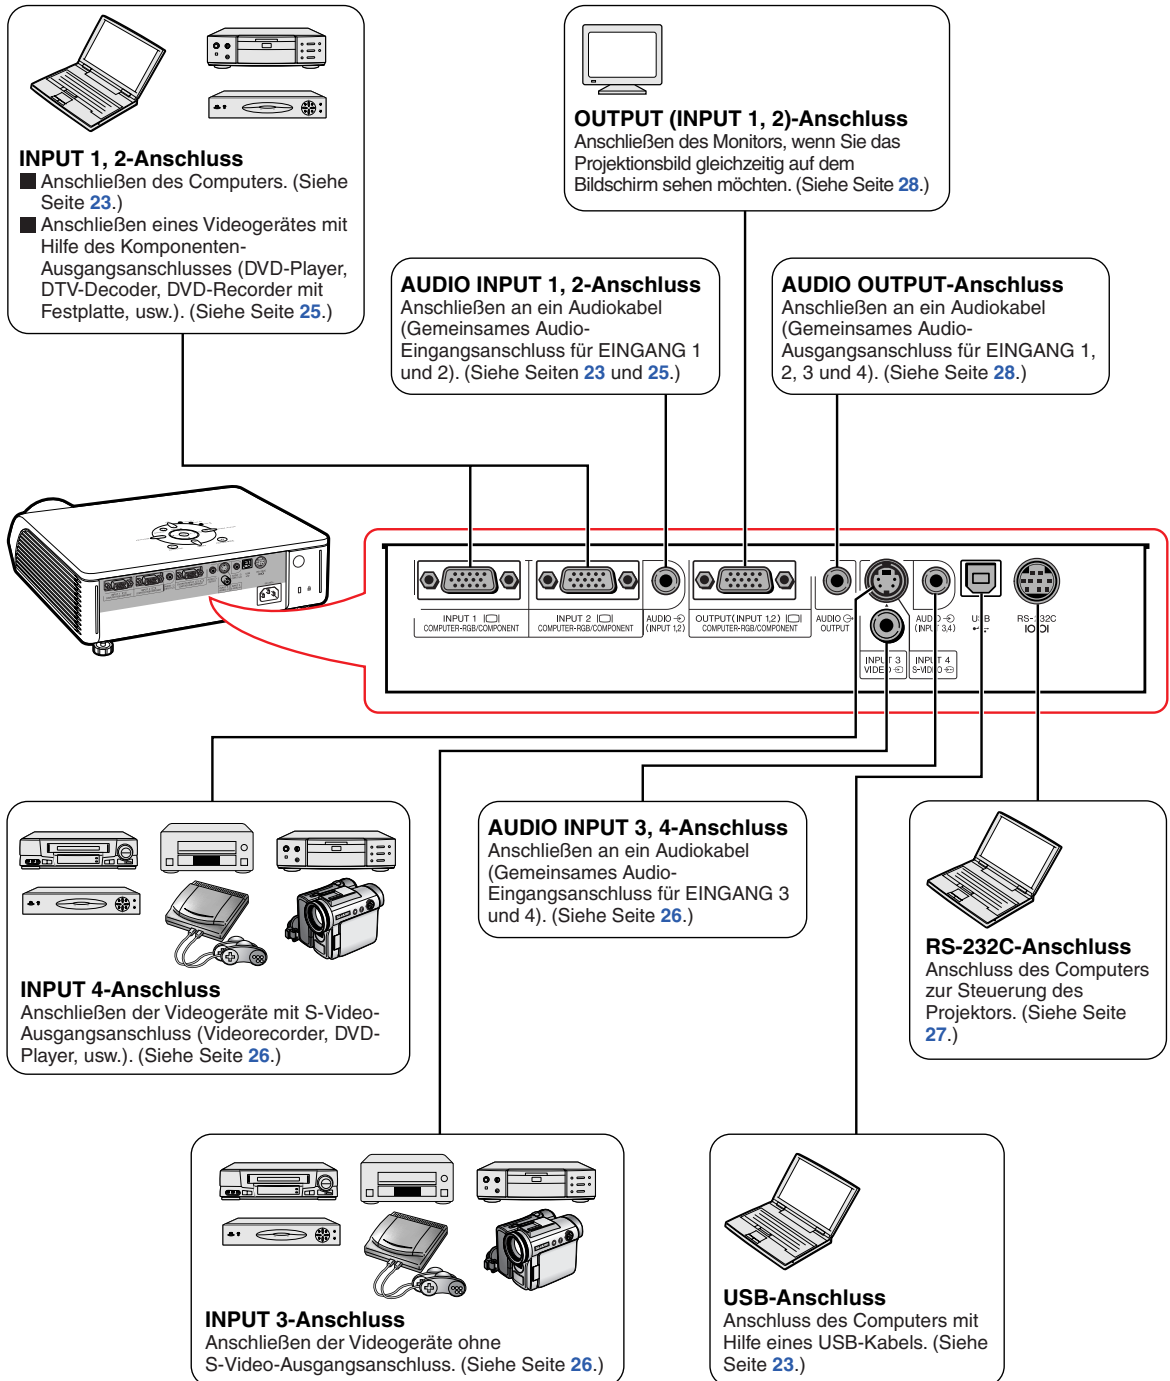 INPUT 1, 2-Anschluss
■ Anschließen des Computers. (Siehe
Seite 23.)
■ Anschließen eines Videogerätes mit
Hilfe des Komponenten-
Ausgangsanschlusses (DVD-Player,
DTV-Decoder, DVD-Recorder mit
Festplatte, usw.). (Siehe Seite 25.)
OUTPUT (INPUT 1, 2)-Anschluss
Anschließen des Monitors, wenn Sie das
Projektionsbild gleichzeitig auf dem
Bildschirm sehen möchten. (Siehe Seite 28.)
AUDIO INPUT 1, 2-Anschluss
Anschließen an ein Audiokabel
(Gemeinsames Audio-
Eingangsanschluss für EINGANG 1
und 2). (Siehe Seiten 23 und 25.)
AUDIO OUTPUT-Anschluss
Anschließen an ein Audiokabel
(Gemeinsames Audio-
Ausgangsanschluss für EINGANG 1,
2, 3 und 4). (Siehe Seite 28.)
INPUT 1
COMPUTER-RGB/COMPONENT
INPUT 2
COMPUTER-RGB/COMPONENT
AUDIO
(INPUT 1,2)
OUTPUT(INPUT 1,2)
COMPUTER-RGB/COMPONENT
AUDIO
OUTPUT
INPUT 3
VIDEO
AUDIO
(INPUT 3,4)
INPUT 4
S-VIDEO
USB
RS-232C
INPUT 4-Anschluss
Anschließen der Videogeräte mit S-Video-
Ausgangsanschluss (Videorecorder, DVD-
Player, usw.). (Siehe Seite 26.)
AUDIO INPUT 3, 4-Anschluss
Anschließen an ein Audiokabel
(Gemeinsames Audio-
Eingangsanschluss für EINGANG 3
und 4). (Siehe Seite 26.)
RS-232C-Anschluss
Anschluss des Computers
zur Steuerung des
Projektors. (Siehe Seite
27.)
INPUT 3-Anschluss
Anschließen der Videogeräte ohne
S-Video-Ausgangsanschluss. (Siehe Seite 26.)
USB-Anschluss
Anschluss des Computers mit
Hilfe eines USB-Kabels. (Siehe
Seite 23.)